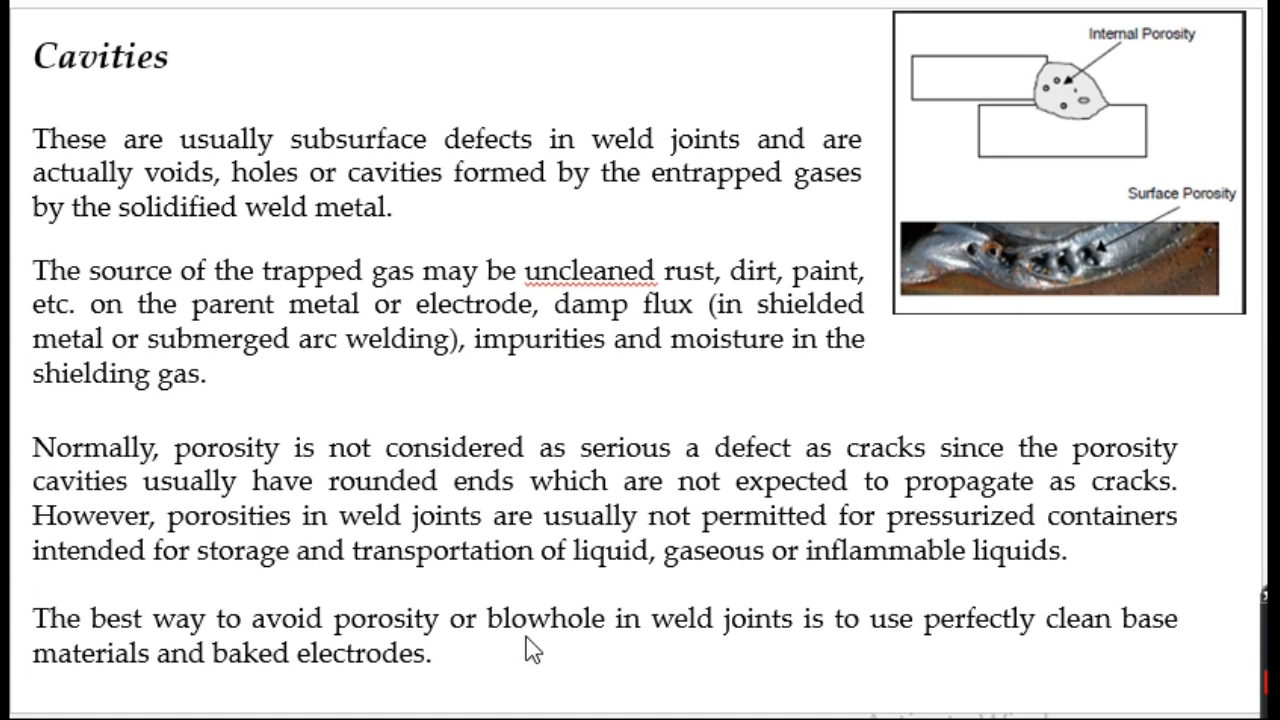 Cavities
Internal Porosity
These are usually subsurface defects in weld joints and are
actually voids, holes or cavities formed by the entrapped gases
by the solidified weld metal.
Surface Porosity
The source of the trapped gas may be uncleaned rust, dirt, paint,
etc. on the parent metal or electrode, damp flux (in shielded
metal or submerged arc welding), impurities and moisture in the
shielding gas.
Normally, porosity is not considered as serious a defect as cracks since the porosity
cavities usually have rounded ends which are not expected to propagate as cracks.
However, porosities in weld joints are usually not permitted for pressurized containers
intended for storage and transportation of liquid, gaseous or inflammable liquids.
The best way to avoid porosity or blowhole in weld joints is to use perfectly clean base
materials and baked electrodes.